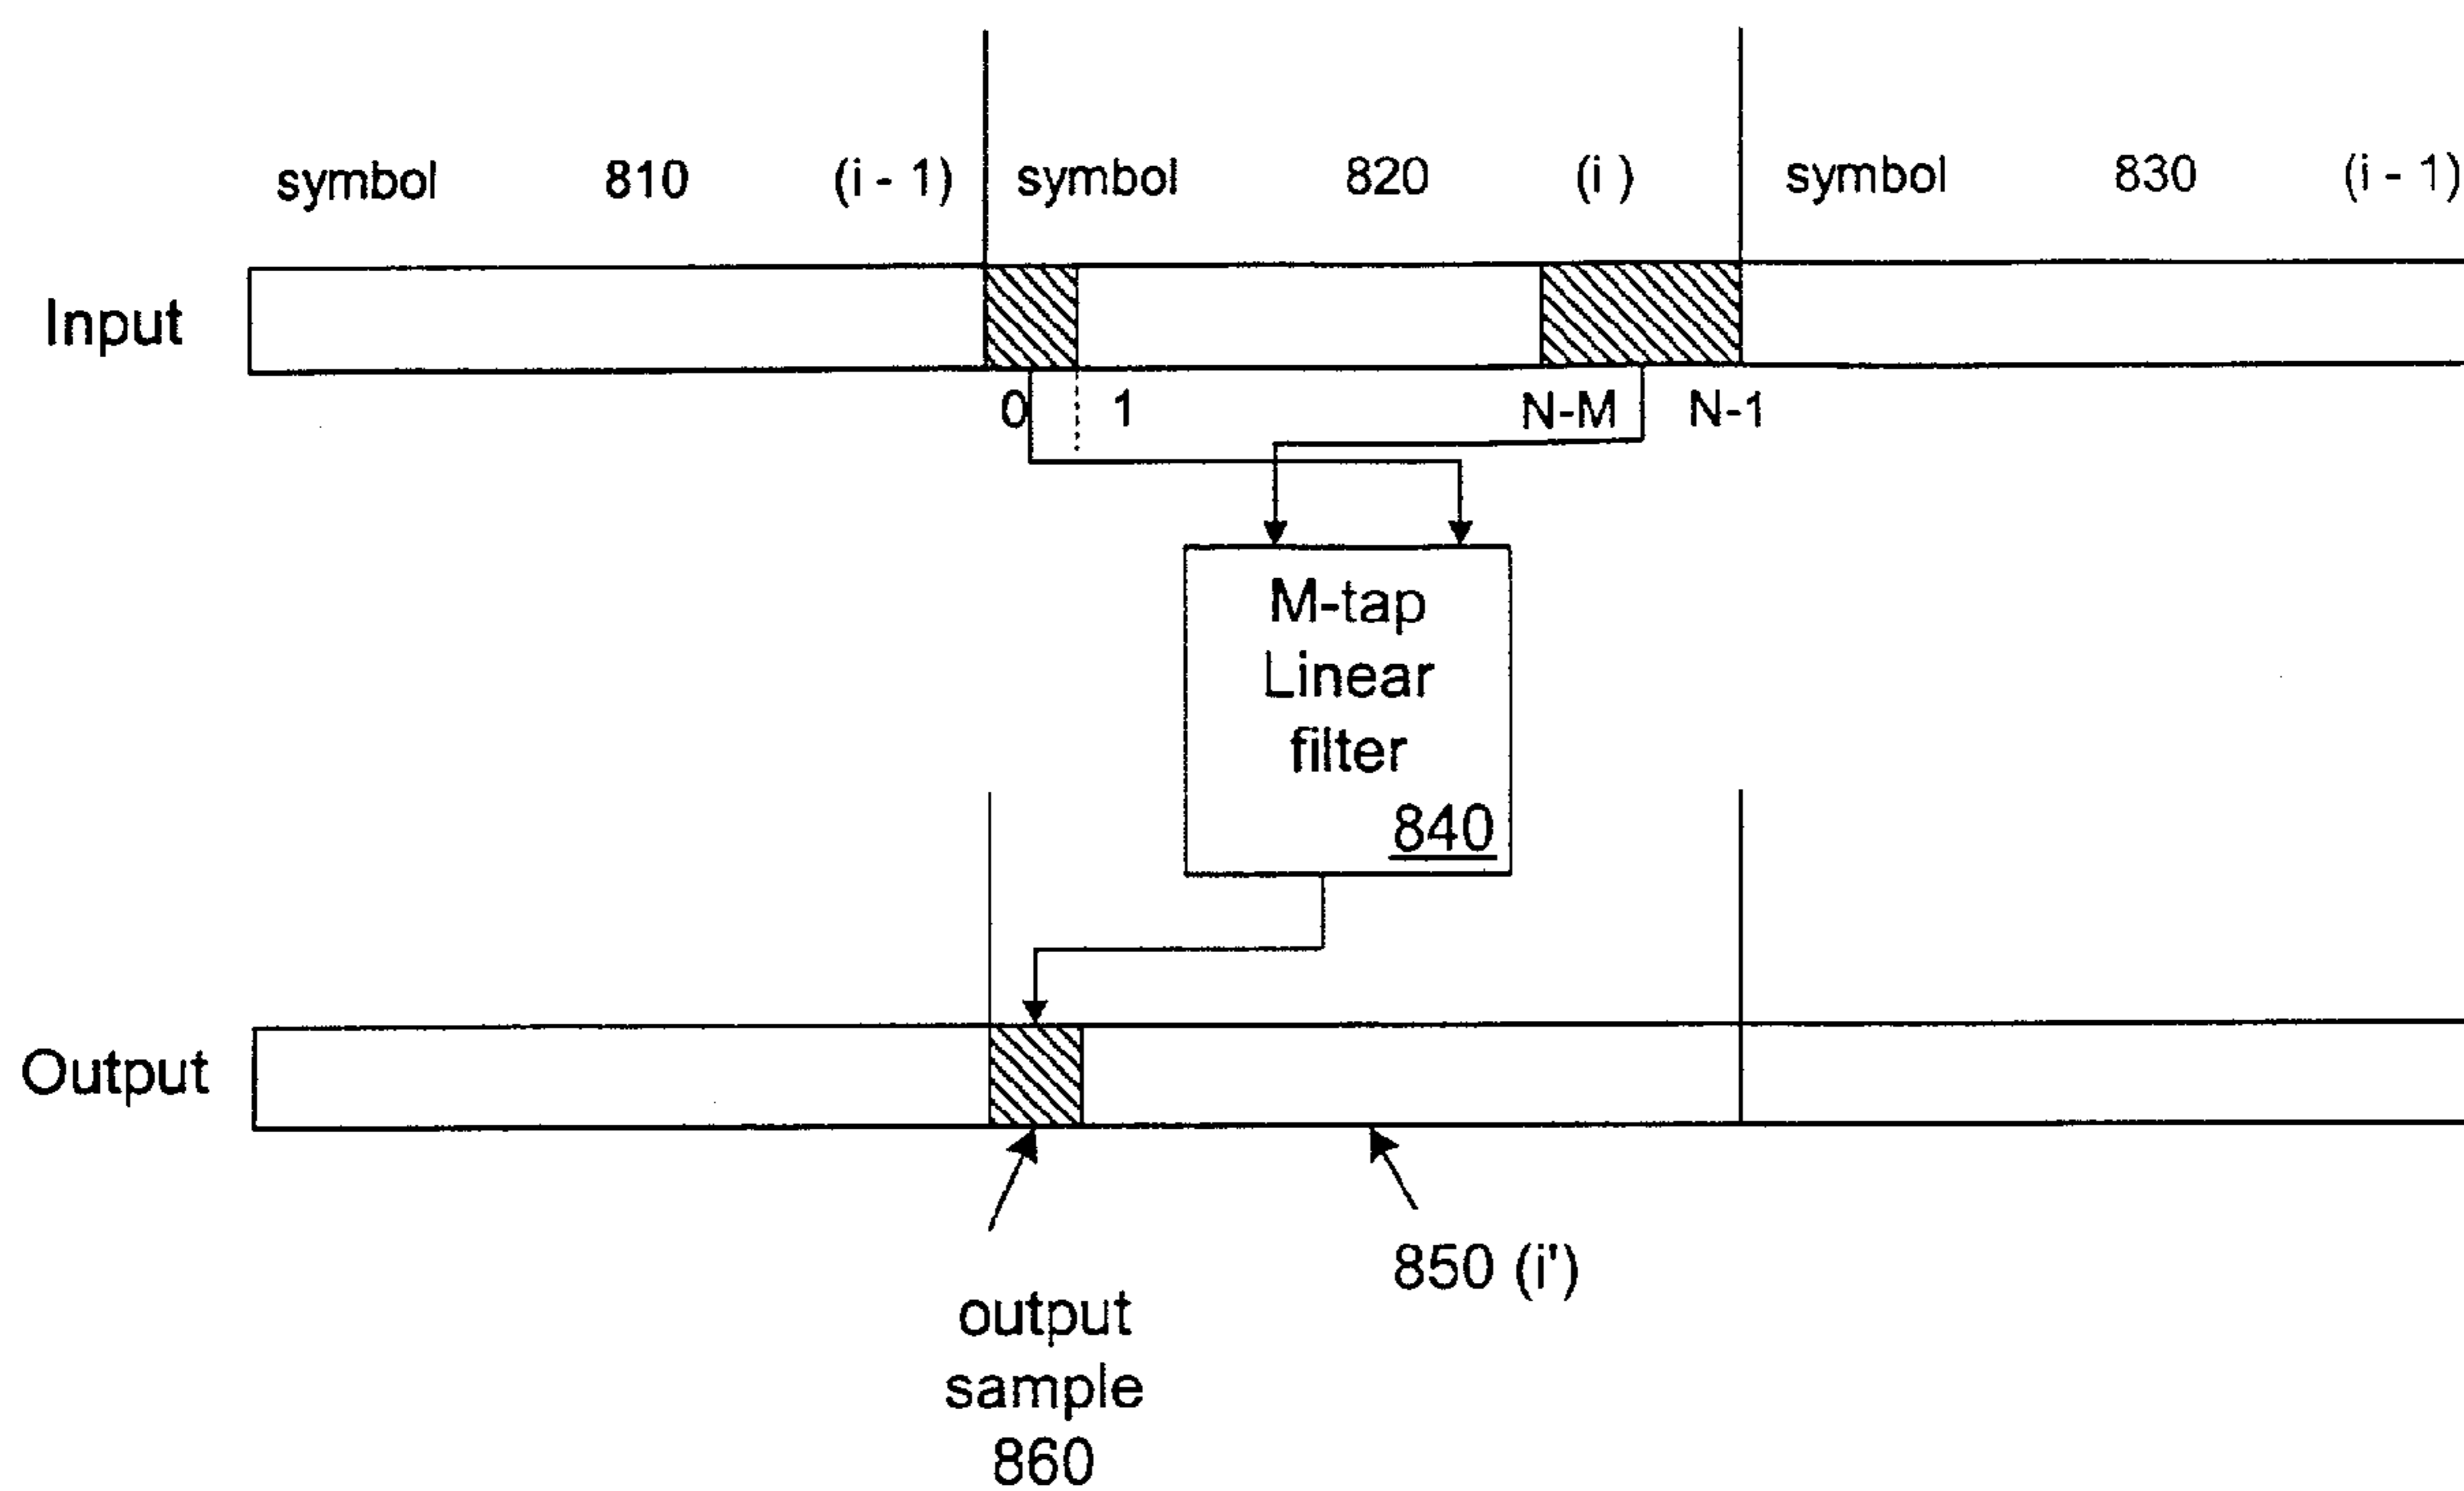 symbol 810 (i - 1) symbol 820 (i ) symbol 830 (i - 1)
Input
0 1 N-M N-1
M-tap
Linear
filter
840
Output
850 (i')
output
sample
860